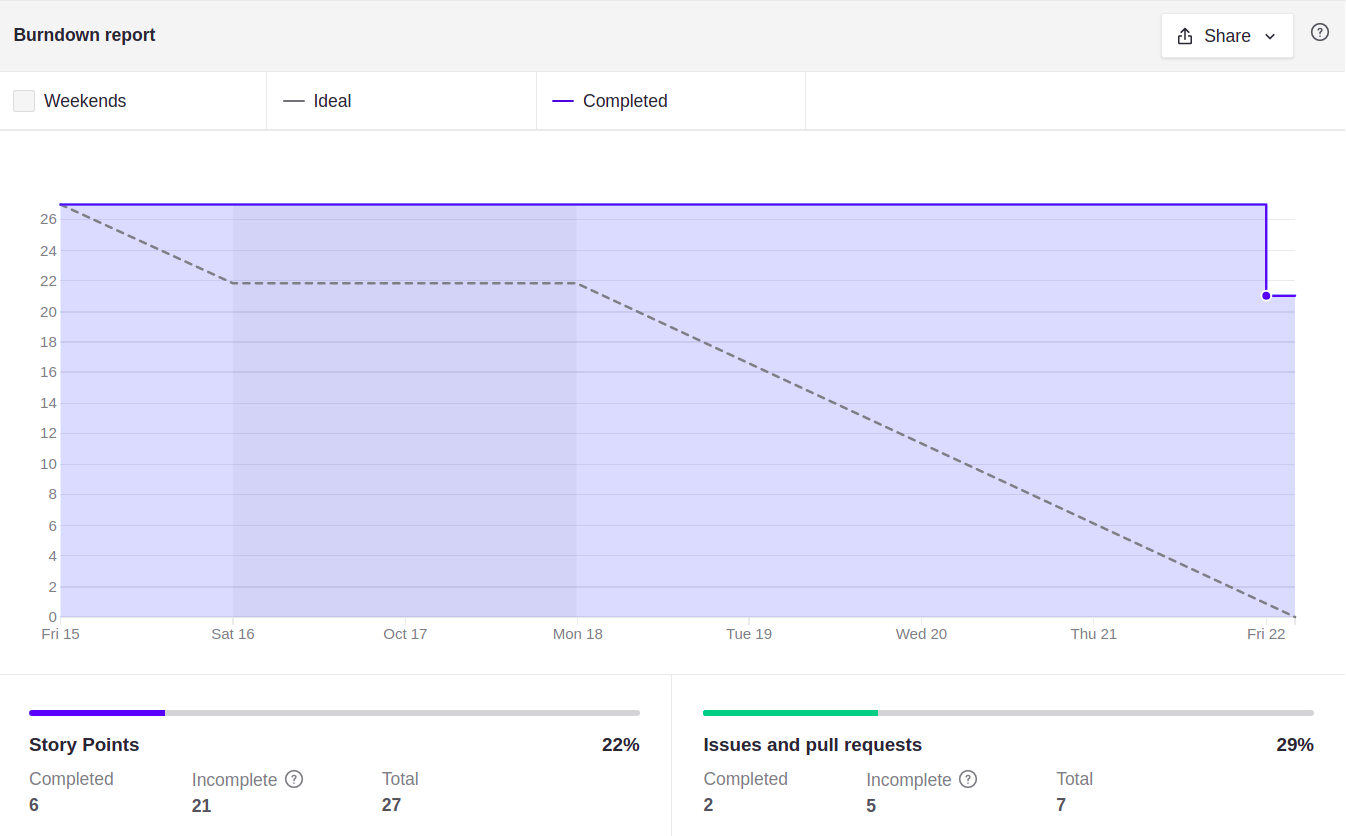 Burndown report
Share
?
Weekends
Ideal
Completed
26
24
22
20
18
16
14
12
10
8
6
4
2
0
Fri 15 Sat 16 Oct 17 Mon 18 Tue 19 Wed 20 Thu 21 Fri 22
Story Points 22%
Completed Incomplete ? Total
6 21 27
Issues and pull requests 29%
Completed Incomplete ? Total
2 5 7